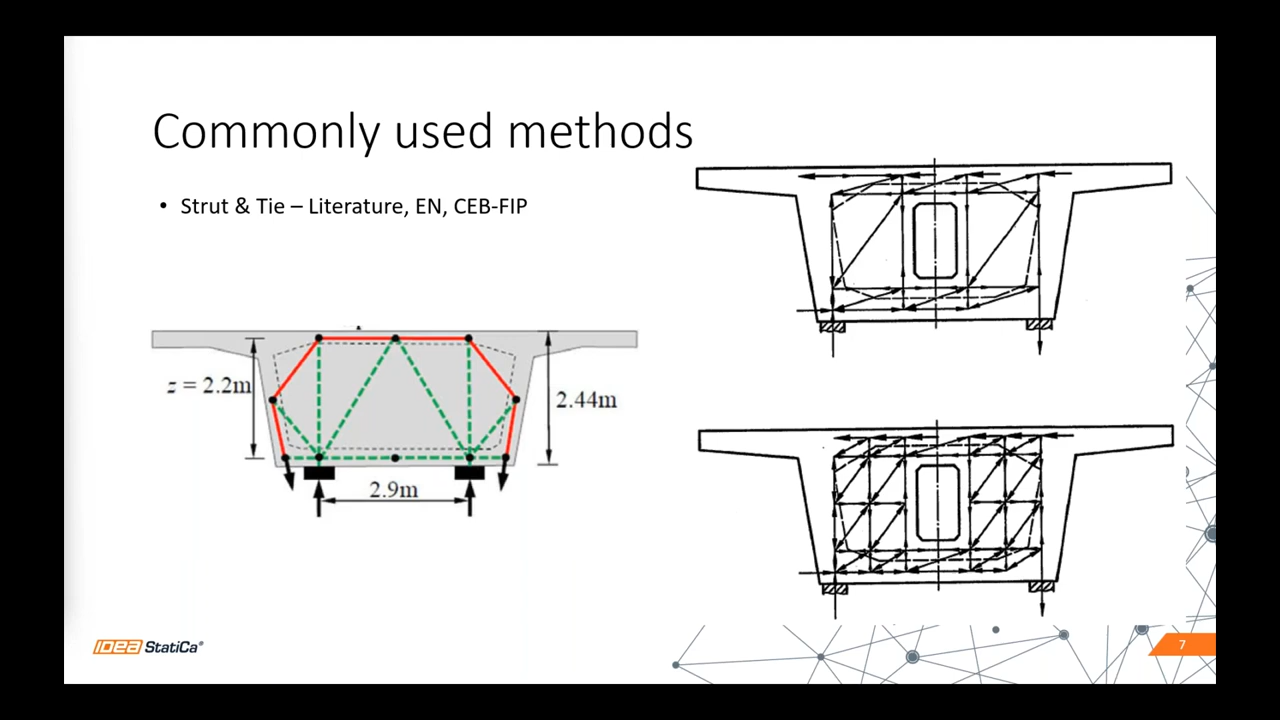 Commonly used methods
• Strut & Tie – Literature, EN, CEB-FIP
z = 2.2m
2.44m
2.9m
IDEA StatiCa®
7